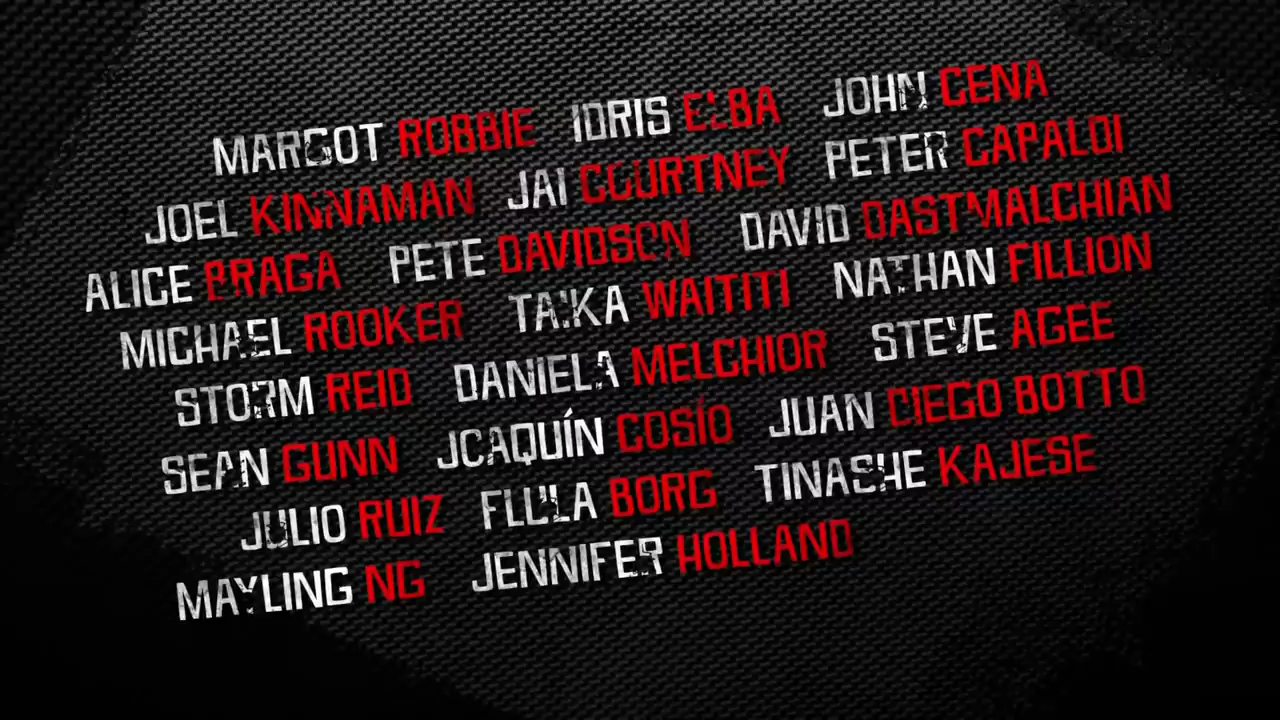 MARGOT ROBBIE IDRIS ELBA JOHN CENA
JOEL KINNAMAN JAI COURTNEY PETER CAPALDI
ALICE BRAGA PETE DAVIDSON DAVID DASTMALCHIAN
MICHAEL ROOKER TAIKA WAITITI NATHAN FILLION
STORM REID DANIELA MELCHIOR STEVE AGEE
SEAN GUNN JOAQUÍN COSÍO JUAN DIEGO BOTTO
JULIO RUIZ FLULA BORG TINASHE KAJESE
MAYLING NG JENNIFER HOLLAND